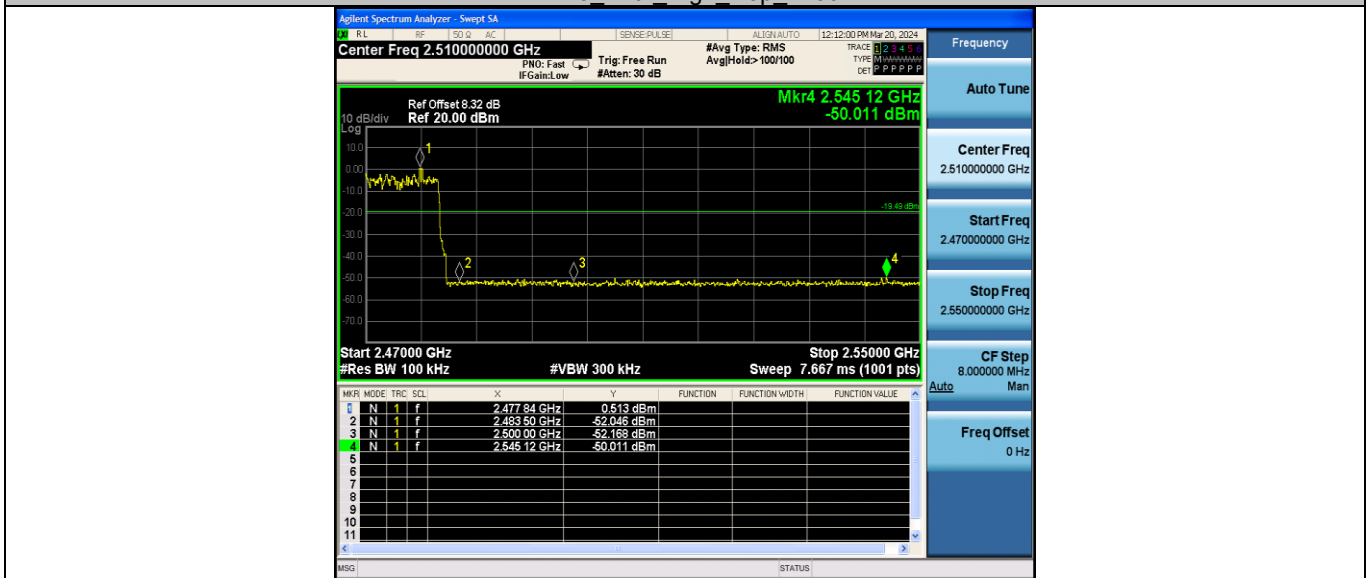 Agilent Spectrum Analyzer - Swept SA
RL RF 50 Ω AC SENSE:PULSE ALIGNAUTO 12:12:00 PM Mar 20, 2024
Center Freq 2.510000000 GHz #Avg Type: RMS TRACE 1 2 3 4 5 6
PNO: Fast Trig: Free Run Avg|Hold:>100/100 TYPE M
IFGain:Low #Atten: 30 dB DET P P P P P P
Mkr4 2.545 12 GHz
-50.011 dBm
Ref Offset 8.32 dB
10 dB/div Ref 20.00 dBm
Log
10.0
0.00
-10.0
-20.0
-30.0
-40.0
-50.0
-60.0
-70.0
1
2
3
4
-19.49 dBm
Start 2.47000 GHz Stop 2.55000 GHz
#Res BW 100 kHz #VBW 300 kHz Sweep 7.667 ms (1001 pts)
MKR MODE TRC SCL X Y FUNCTION FUNCTION WIDTH FUNCTION VALUE
1 N 1 f 2.477 84 GHz 0.513 dBm
2 N 1 f 2.483 50 GHz -52.046 dBm
3 N 1 f 2.500 00 GHz -52.168 dBm
4 N 1 f 2.545 12 GHz -50.011 dBm
5
6
7
8
9
10
11
MSG STATUS
Frequency
Auto Tune
Center Freq
2.510000000 GHz
Start Freq
2.470000000 GHz
Stop Freq
2.550000000 GHz
CF Step
8.000000 MHz
Auto Man
Freq Offset
0 Hz